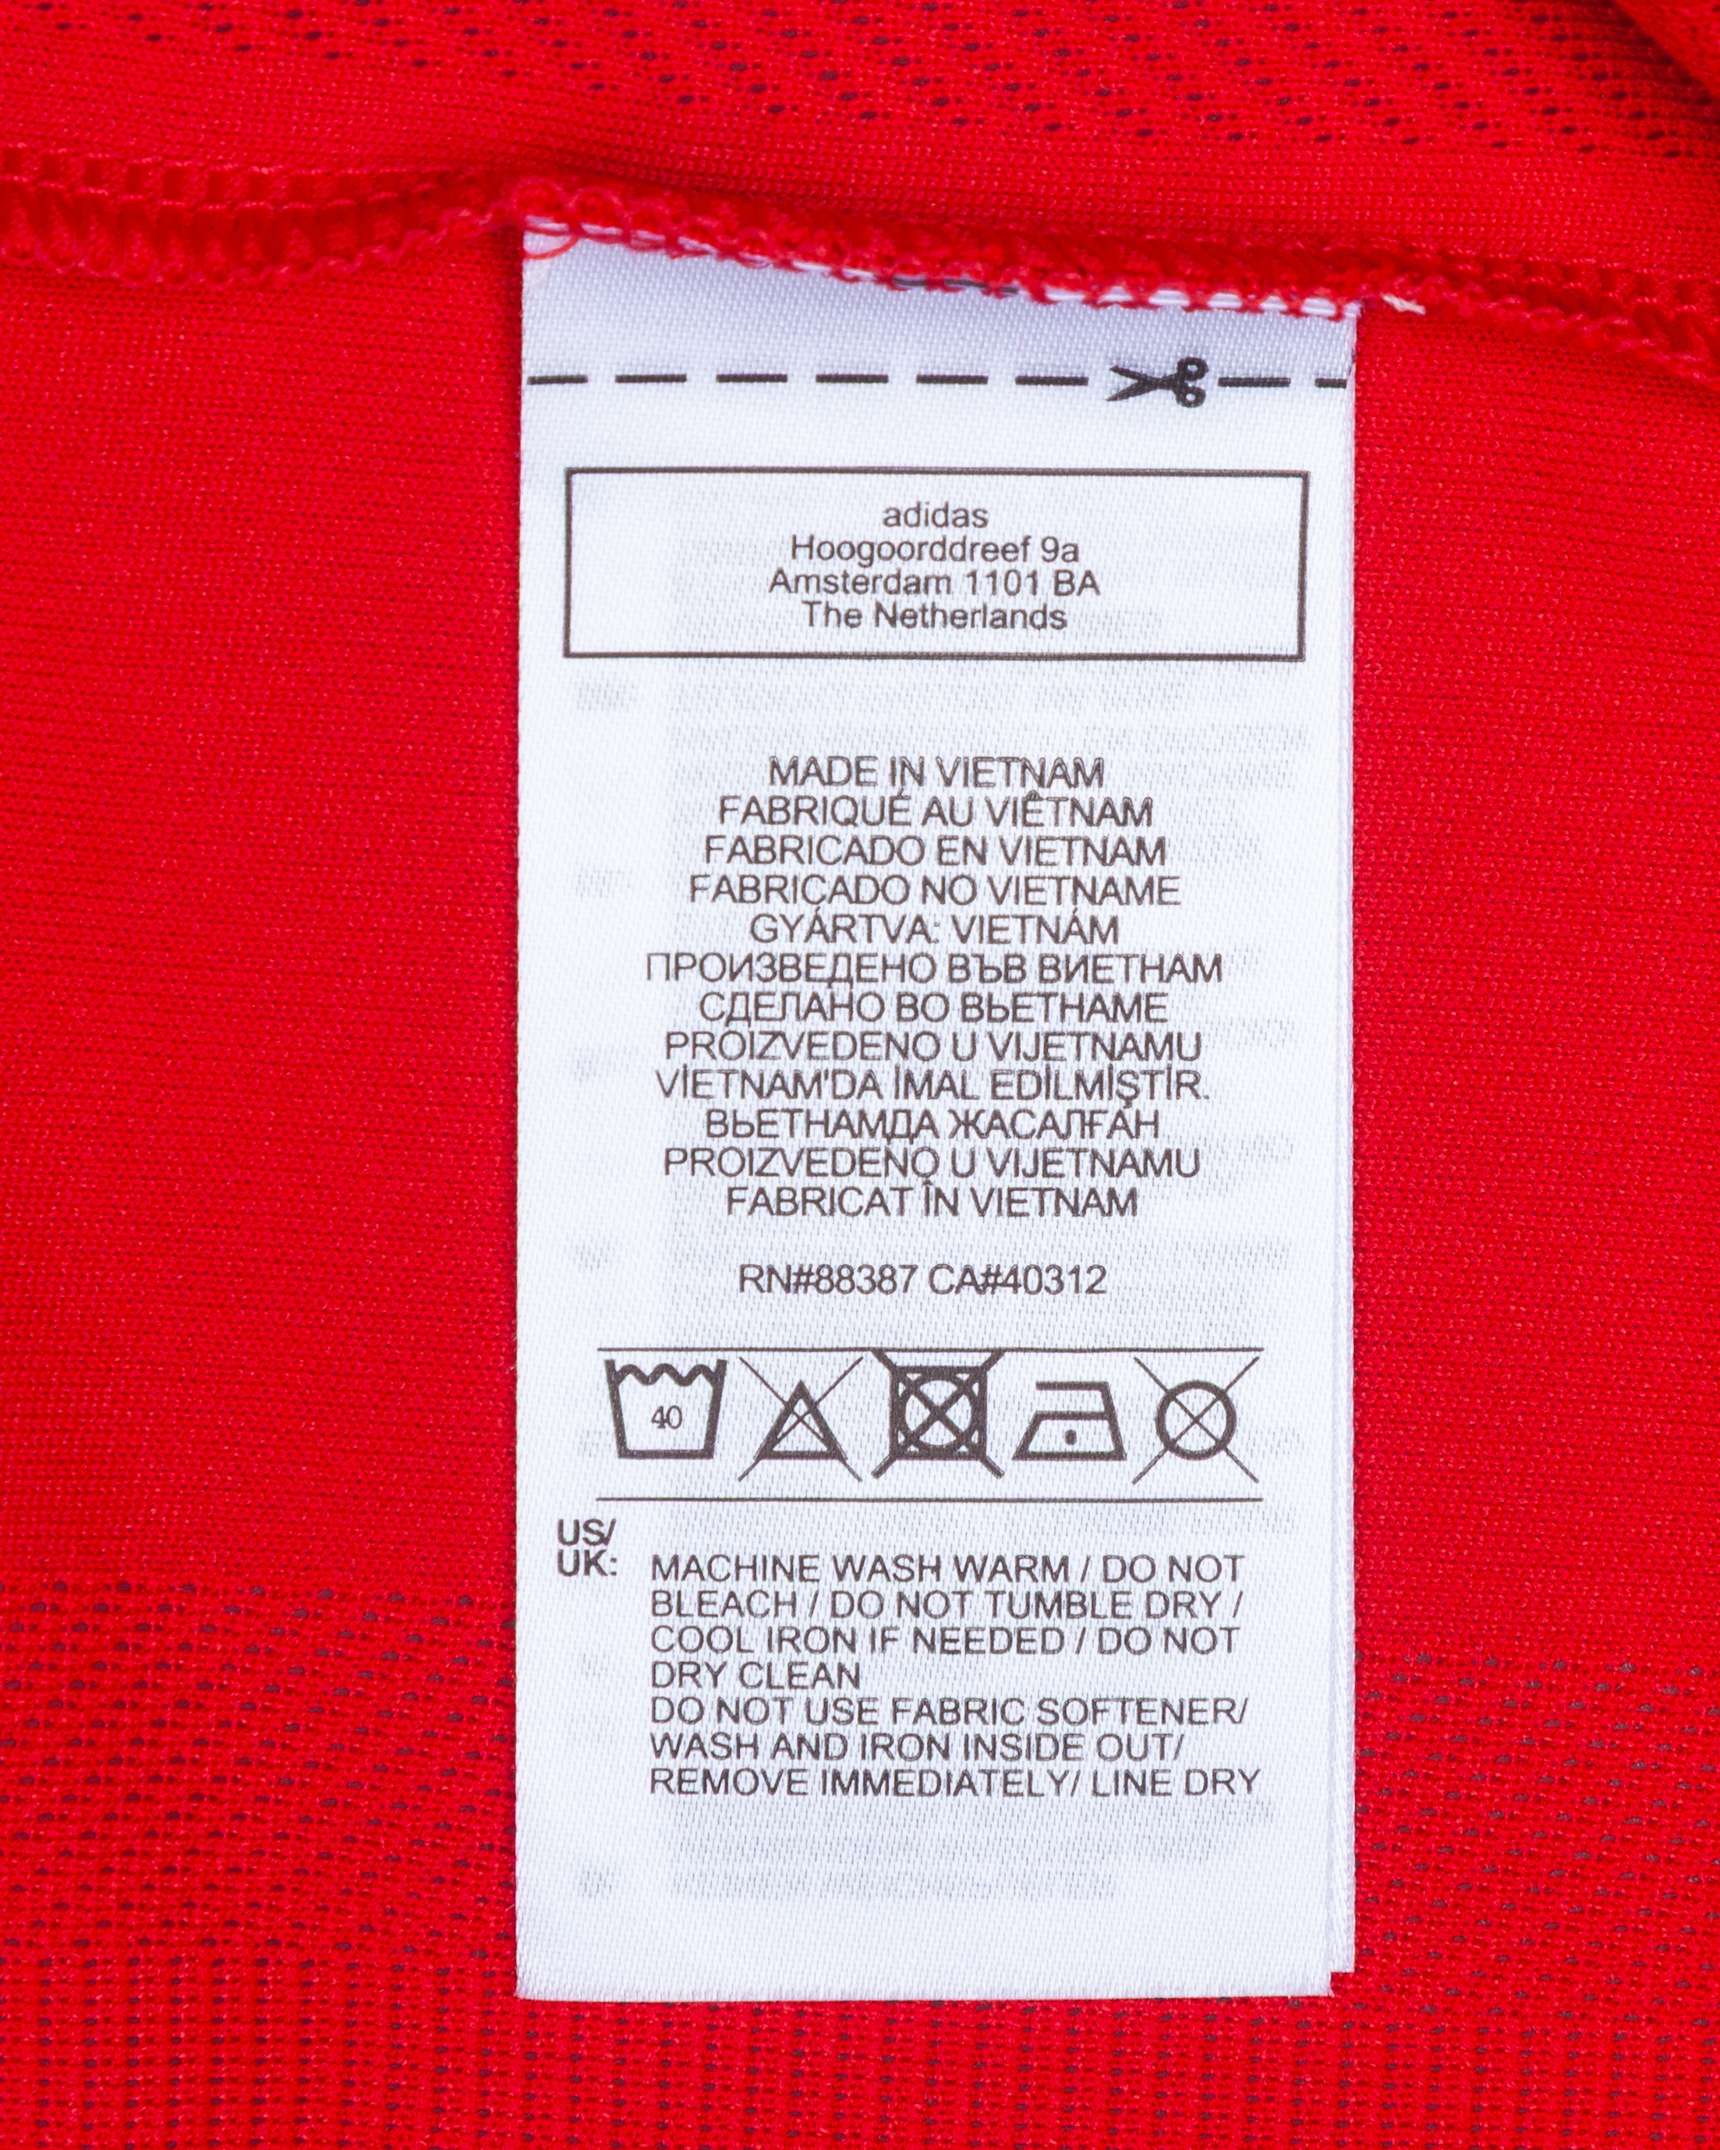 adidas
Hoogoorddreef 9a
Amsterdam 1101 BA
The Netherlands
MADE IN VIETNAM
FABRIQUÉ AU VIÊTNAM
FABRICADO EN VIETNAM
FABRICADO NO VIETNAME
GYÁRTVA: VIETNÁM
ПРОИЗВЕДЕНО ВЪВ ВИЕТНАМ
СДЕЛАНО ВО ВЬЕТНАМЕ
PROIZVEDENO U VIJETNAMU
VİETNAM'DA İMAL EDİLMİŞTİR.
ВЬЕТНАМДА ЖАСАЛҒАН
PROIZVEDENO U VIJETNAMU
FABRICAT ÎN VIETNAM
RN#88387 CA#40312
40
US/
UK: MACHINE WASH WARM / DO NOT
BLEACH / DO NOT TUMBLE DRY /
COOL IRON IF NEEDED / DO NOT
DRY CLEAN
DO NOT USE FABRIC SOFTENER/
WASH AND IRON INSIDE OUT/
REMOVE IMMEDIATELY/ LINE DRY